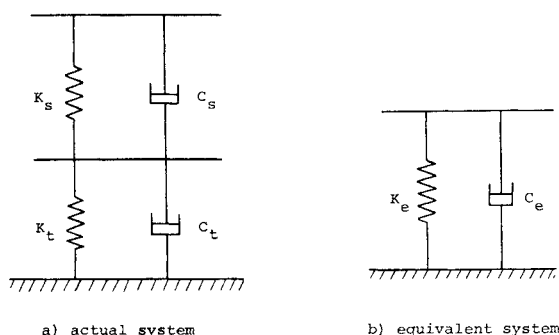 K_s
C_s
K_t
C_t
K_e
C_e
a) actual system
b) equivalent system